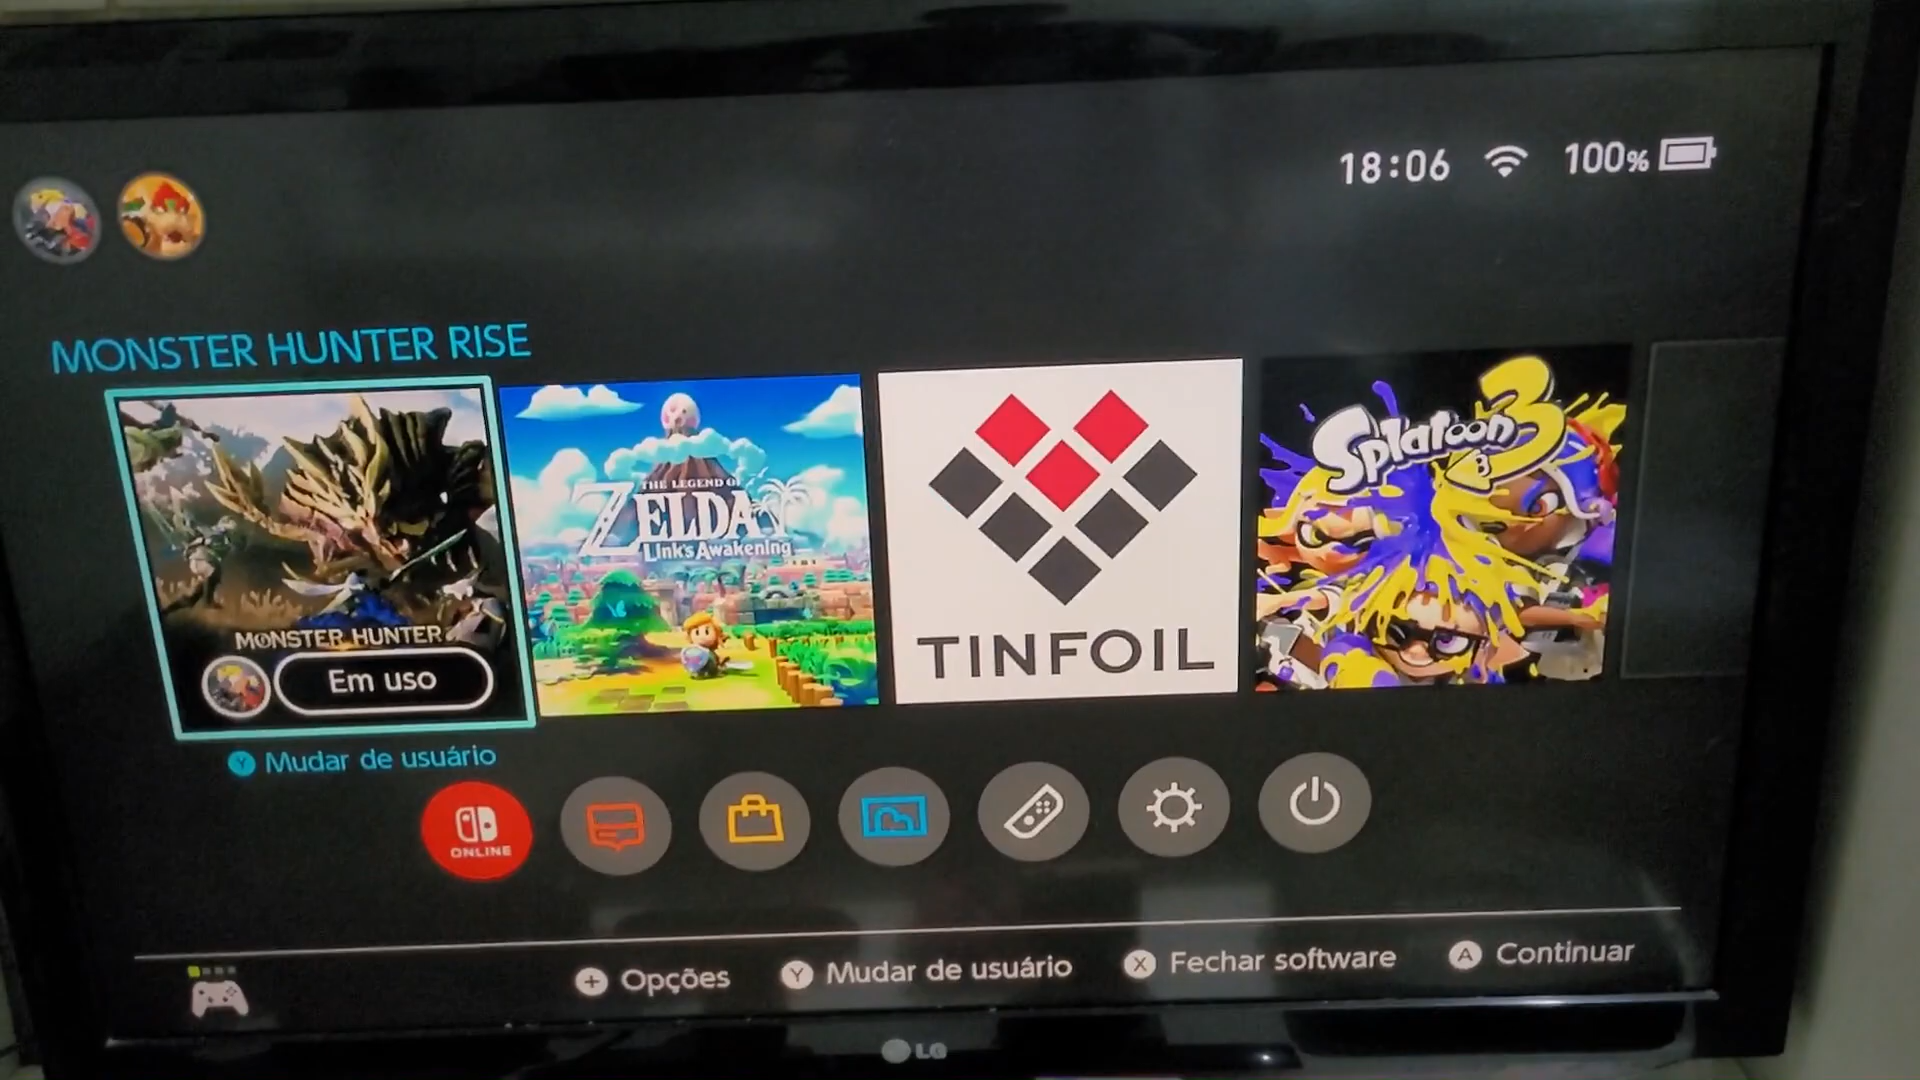 18:06 100%
MONSTER HUNTER RISE
MONSTER HUNTER
Em uso
THE LEGEND OF
ZELDA
Link's Awakening
TINFOIL
Splatoon 3
Y Mudar de usuário
ONLINE
+ Opções Y Mudar de usuário X Fechar software A Continuar
LG